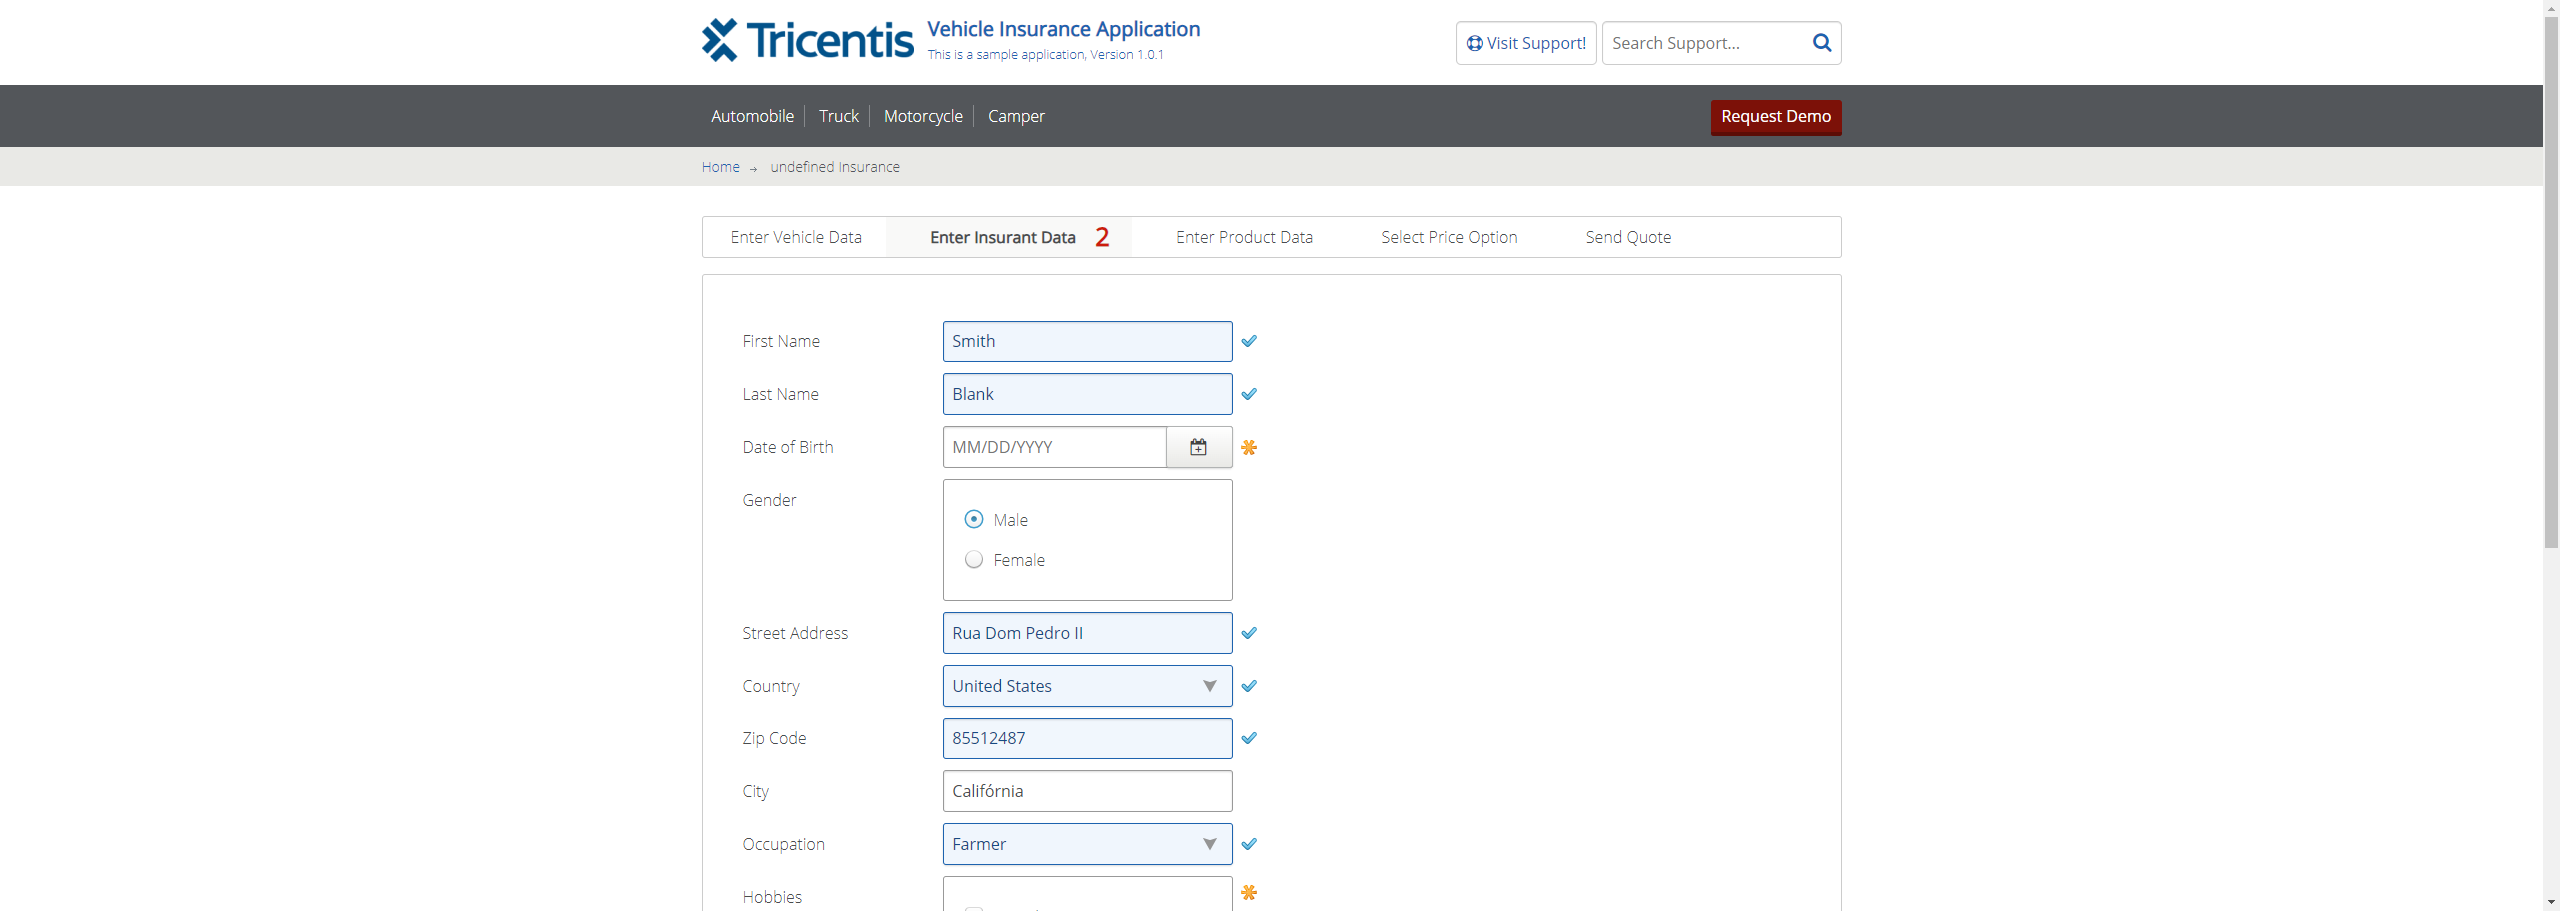 Tricentis
Vehicle Insurance Application
This is a sample application, Version 1.0.1
Visit Support!
Search Support...
Automobile
Truck
Motorcycle
Camper
Request Demo
Home → undefined Insurance
Enter Vehicle Data
Enter Insurant Data 2
Enter Product Data
Select Price Option
Send Quote
First Name
Smith
Last Name
Blank
Date of Birth
MM/DD/YYYY
Gender
Male
Female
Street Address
Rua Dom Pedro II
Country
United States
Zip Code
85512487
City
Califórnia
Occupation
Farmer
Hobbies